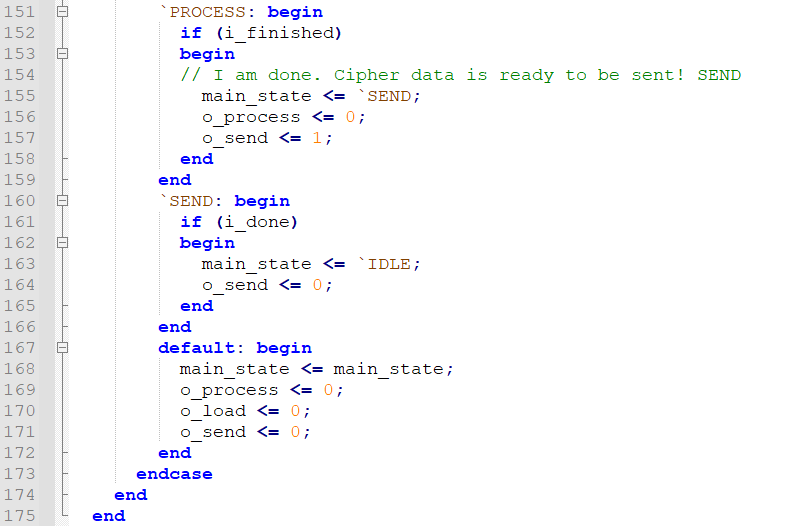 151 `PROCESS: begin
152 if (i_finished)
153 begin
154 // I am done. Cipher data is ready to be sent! SEND
155 main_state <= `SEND;
156 o_process <= 0;
157 o_send <= 1;
158 end
159 end
160 `SEND: begin
161 if (i_done)
162 begin
163 main_state <= `IDLE;
164 o_send <= 0;
165 end
166 end
167 default: begin
168 main_state <= main_state;
169 o_process <= 0;
170 o_load <= 0;
171 o_send <= 0;
172 end
173 endcase
174 end
175 end